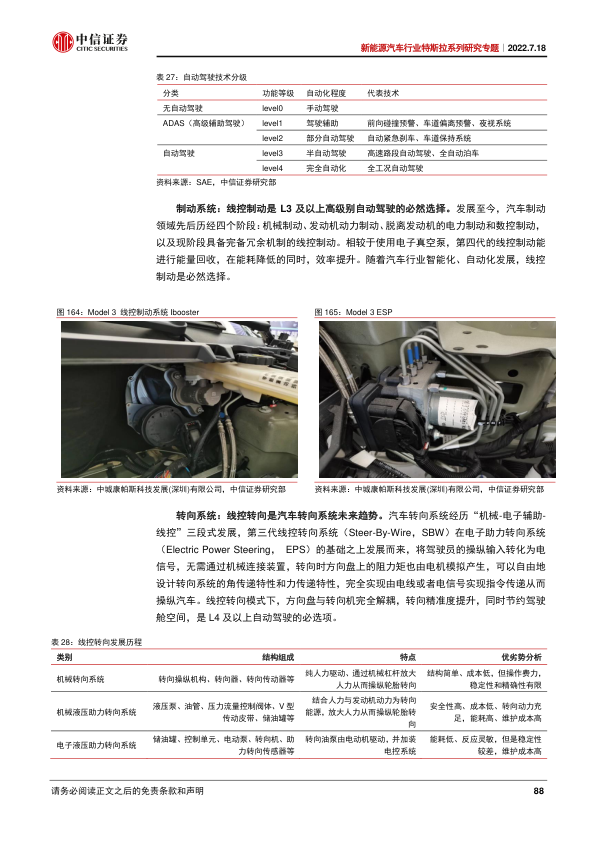 中信证券
CITIC SECURITIES
新能源汽车行业特斯拉系列研究专题｜2022.7.18
表 27：自动驾驶技术分级
分类 功能等级 自动化程度 代表技术
无自动驾驶 level0 手动驾驶
ADAS（高级辅助驾驶） level1 驾驶辅助 前向碰撞预警、车道偏离预警、夜视系统
level2 部分自动驾驶 自动紧急刹车、车道保持系统
自动驾驶 level3 半自动驾驶 高速路段自动驾驶、全自动泊车
level4 完全自动化 全工况自动驾驶
资料来源：SAE，中信证券研究部
制动系统：线控制动是 L3 及以上高级别自动驾驶的必然选择。发展至今，汽车制动
领域先后历经四个阶段：机械制动、发动机动力制动、脱离发动机的电力制动和数控制动，
以及现阶段具备完备冗余机制的线控制动。相较于使用电子真空泵，第四代的线控制动能
进行能量回收，在能耗降低的同时，效率提升。随着汽车行业智能化、自动化发展，线控
制动是必然选择。
图 164：Model 3 线控制动系统 Ibooster
图 165：Model 3 ESP
资料来源：中城康帕斯科技发展(深圳)有限公司，中信证券研究部
资料来源：中城康帕斯科技发展(深圳)有限公司，中信证券研究部
转向系统：线控转向是汽车转向系统未来趋势。汽车转向系统经历“机械-电子辅助-
线控”三段式发展，第三代线控转向系统（Steer-By-Wire，SBW）在电子助力转向系统
（Electric Power Steering， EPS）的基础之上发展而来，将驾驶员的操纵输入转化为电
信号，无需通过机械连接装置，转向时方向盘上的阻力矩也由电机模拟产生，可以自由地
设计转向系统的角传递特性和力传递特性，完全实现由电线或者电信号实现指令传递从而
操纵汽车。线控转向模式下，方向盘与转向机完全解耦，转向精准度提升，同时节约驾驶
舱空间，是 L4 及以上自动驾驶的必选项。
表 28：线控转向发展历程
类别 结构组成 特点 优劣势分析
机械转向系统 转向操纵机构、转向器、转向传动器等 纯人力驱动、通过机械杠杆放大
人力从而操纵轮胎转向 结构简单、成本低，但操作费力，
稳定性和精确性有限
机械液压助力转向系统 液压泵、油管、压力流量控制阀体、V 型
传动皮带、储油罐等 结合人力与发动机动力为转向
能源，放大人力从而操纵轮胎转
向 安全性高、成本低、转向动力充
足，能耗高、维护成本高
电子液压助力转向系统 储油罐、控制单元、电动泵、转向机、助
力转向传感器等 转向油泵由电动机驱动，并加装
电控系统 能耗低、反应灵敏，但是稳定性
较差，维护成本高
请务必阅读正文之后的免责条款和声明
88